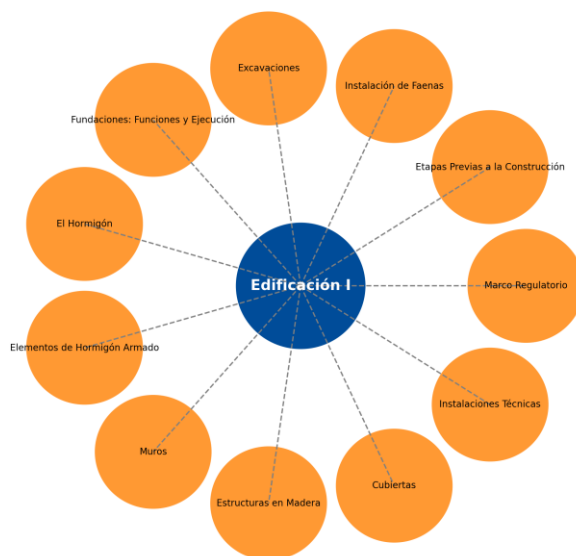 Excavaciones
Instalación de Faenas
Fundaciones: Funciones y Ejecución
Etapas Previas a la Construcción
El Hormigón
Edificación I
Marco Regulatorio
Elementos de Hormigón Armado
Instalaciones Técnicas
Muros
Cubiertas
Estructuras en Madera